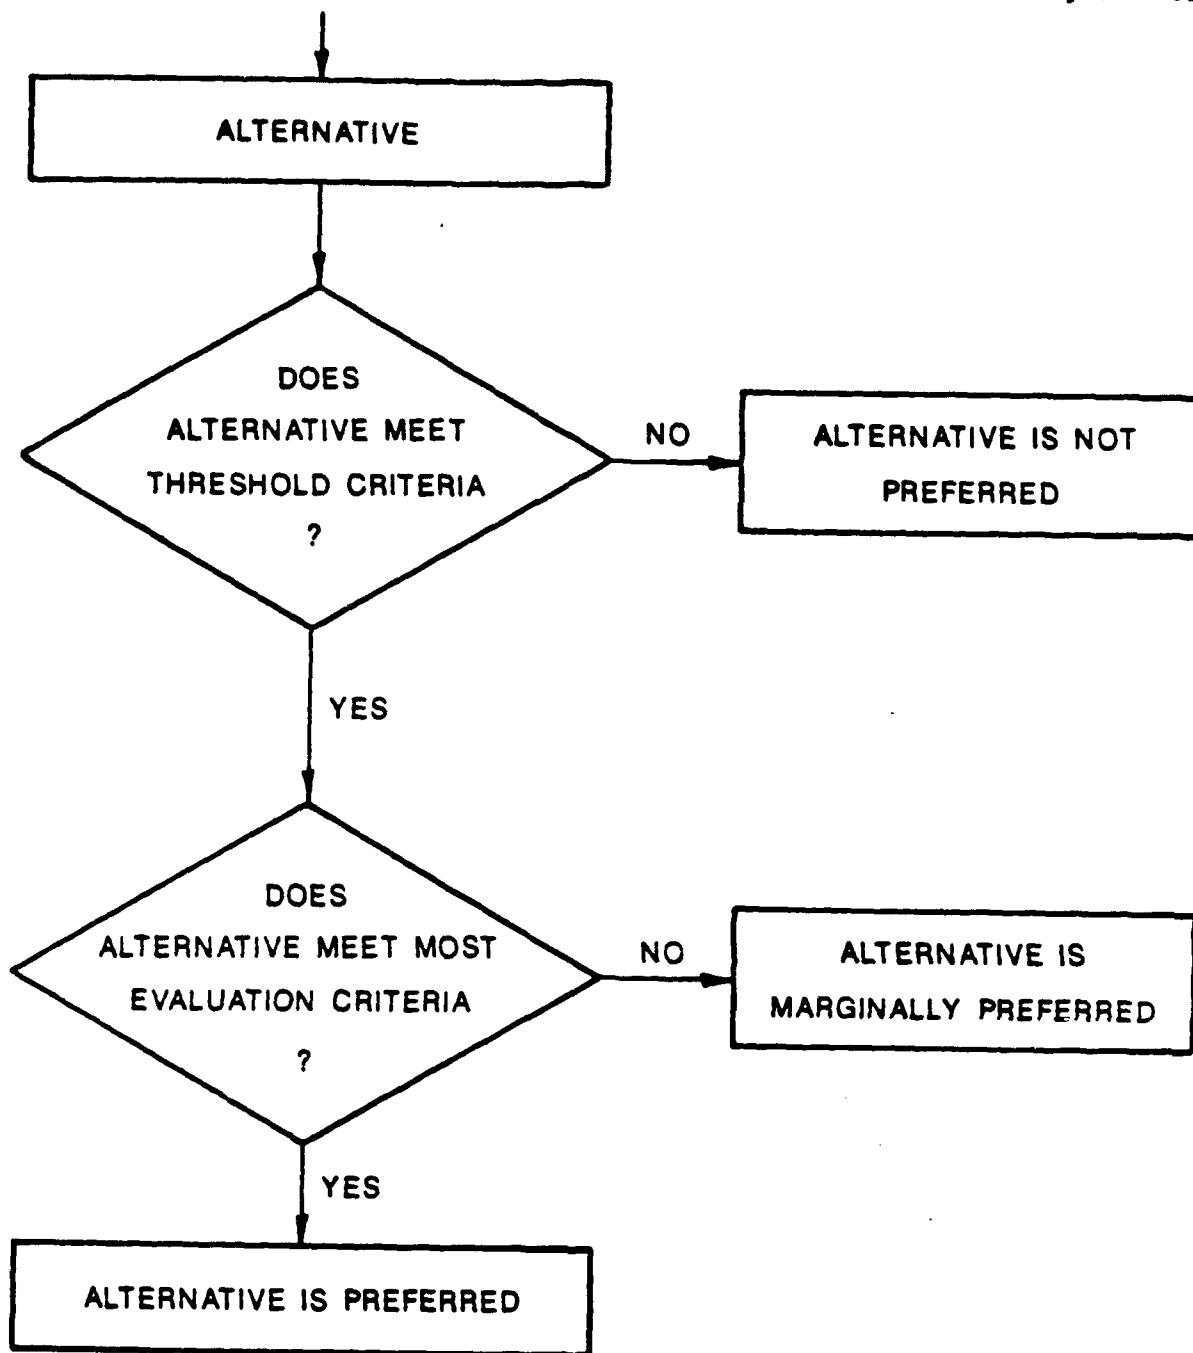 ALTERNATIVE
DOES
ALTERNATIVE MEET
THRESHOLD CRITERIA
?
NO
ALTERNATIVE IS NOT
PREFERRED
YES
DOES
ALTERNATIVE MEET MOST
EVALUATION CRITERIA
?
NO
ALTERNATIVE IS
MARGINALLY PREFERRED
YES
ALTERNATIVE IS PREFERRED